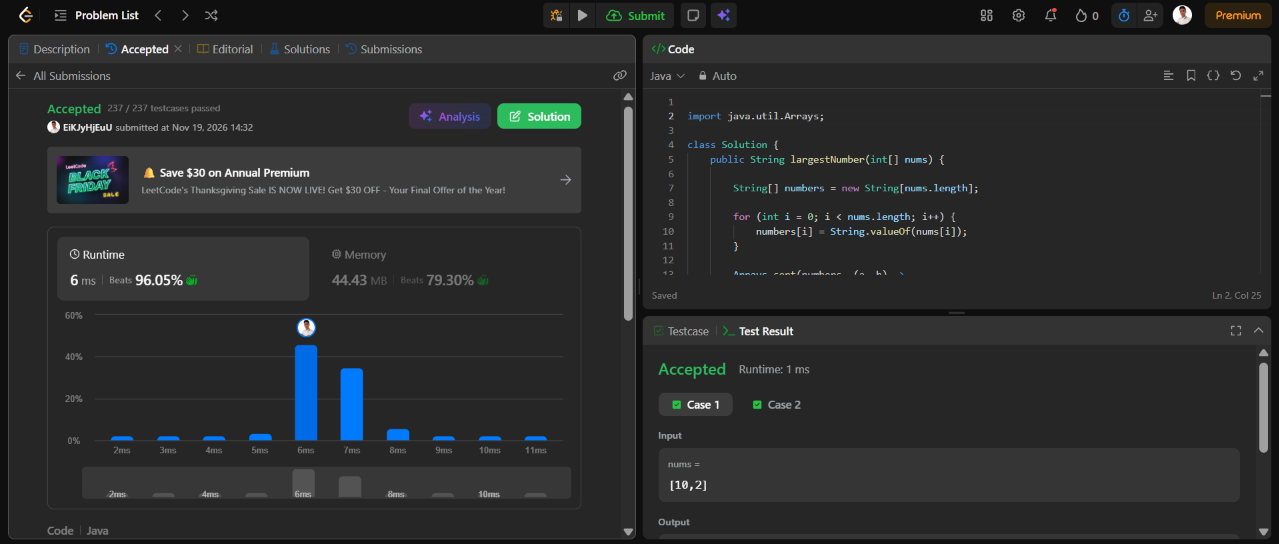 Problem List
Submit
0
Premium
Description
Accepted
Editorial
Solutions
Submissions
All Submissions
Accepted 237 / 237 testcases passed
EiKJyHjEuU submitted at Nov 19, 2026 14:32
Analysis
Solution
LeetCode
BLACK
FRIDAY
SALE
Save $30 on Annual Premium
LeetCode's Thanksgiving Sale IS NOW LIVE! Get $30 OFF - Your Final Offer of the Year!
Runtime
6 ms Beats 96.05%
Memory
44.43 MB Beats 79.30%
60%
40%
20%
0%
2ms 3ms 4ms 5ms 6ms 7ms 8ms 9ms 10ms 11ms
2ms 4ms 6ms 8ms 10ms
Code Java
</> Code
Java
Auto
1
2 import java.util.Arrays;
3
4 class Solution {
5 public String largestNumber(int[] nums) {
6
7 String[] numbers = new String[nums.length];
8
9 for (int i = 0; i < nums.length; i++) {
10 numbers[i] = String.valueOf(nums[i]);
11 }
12
13 Arrays.sort(numbers, (a, b) ->
Saved
Ln 2, Col 25
Testcase
Test Result
Accepted Runtime: 1 ms
Case 1
Case 2
Input
nums =
[10,2]
Output